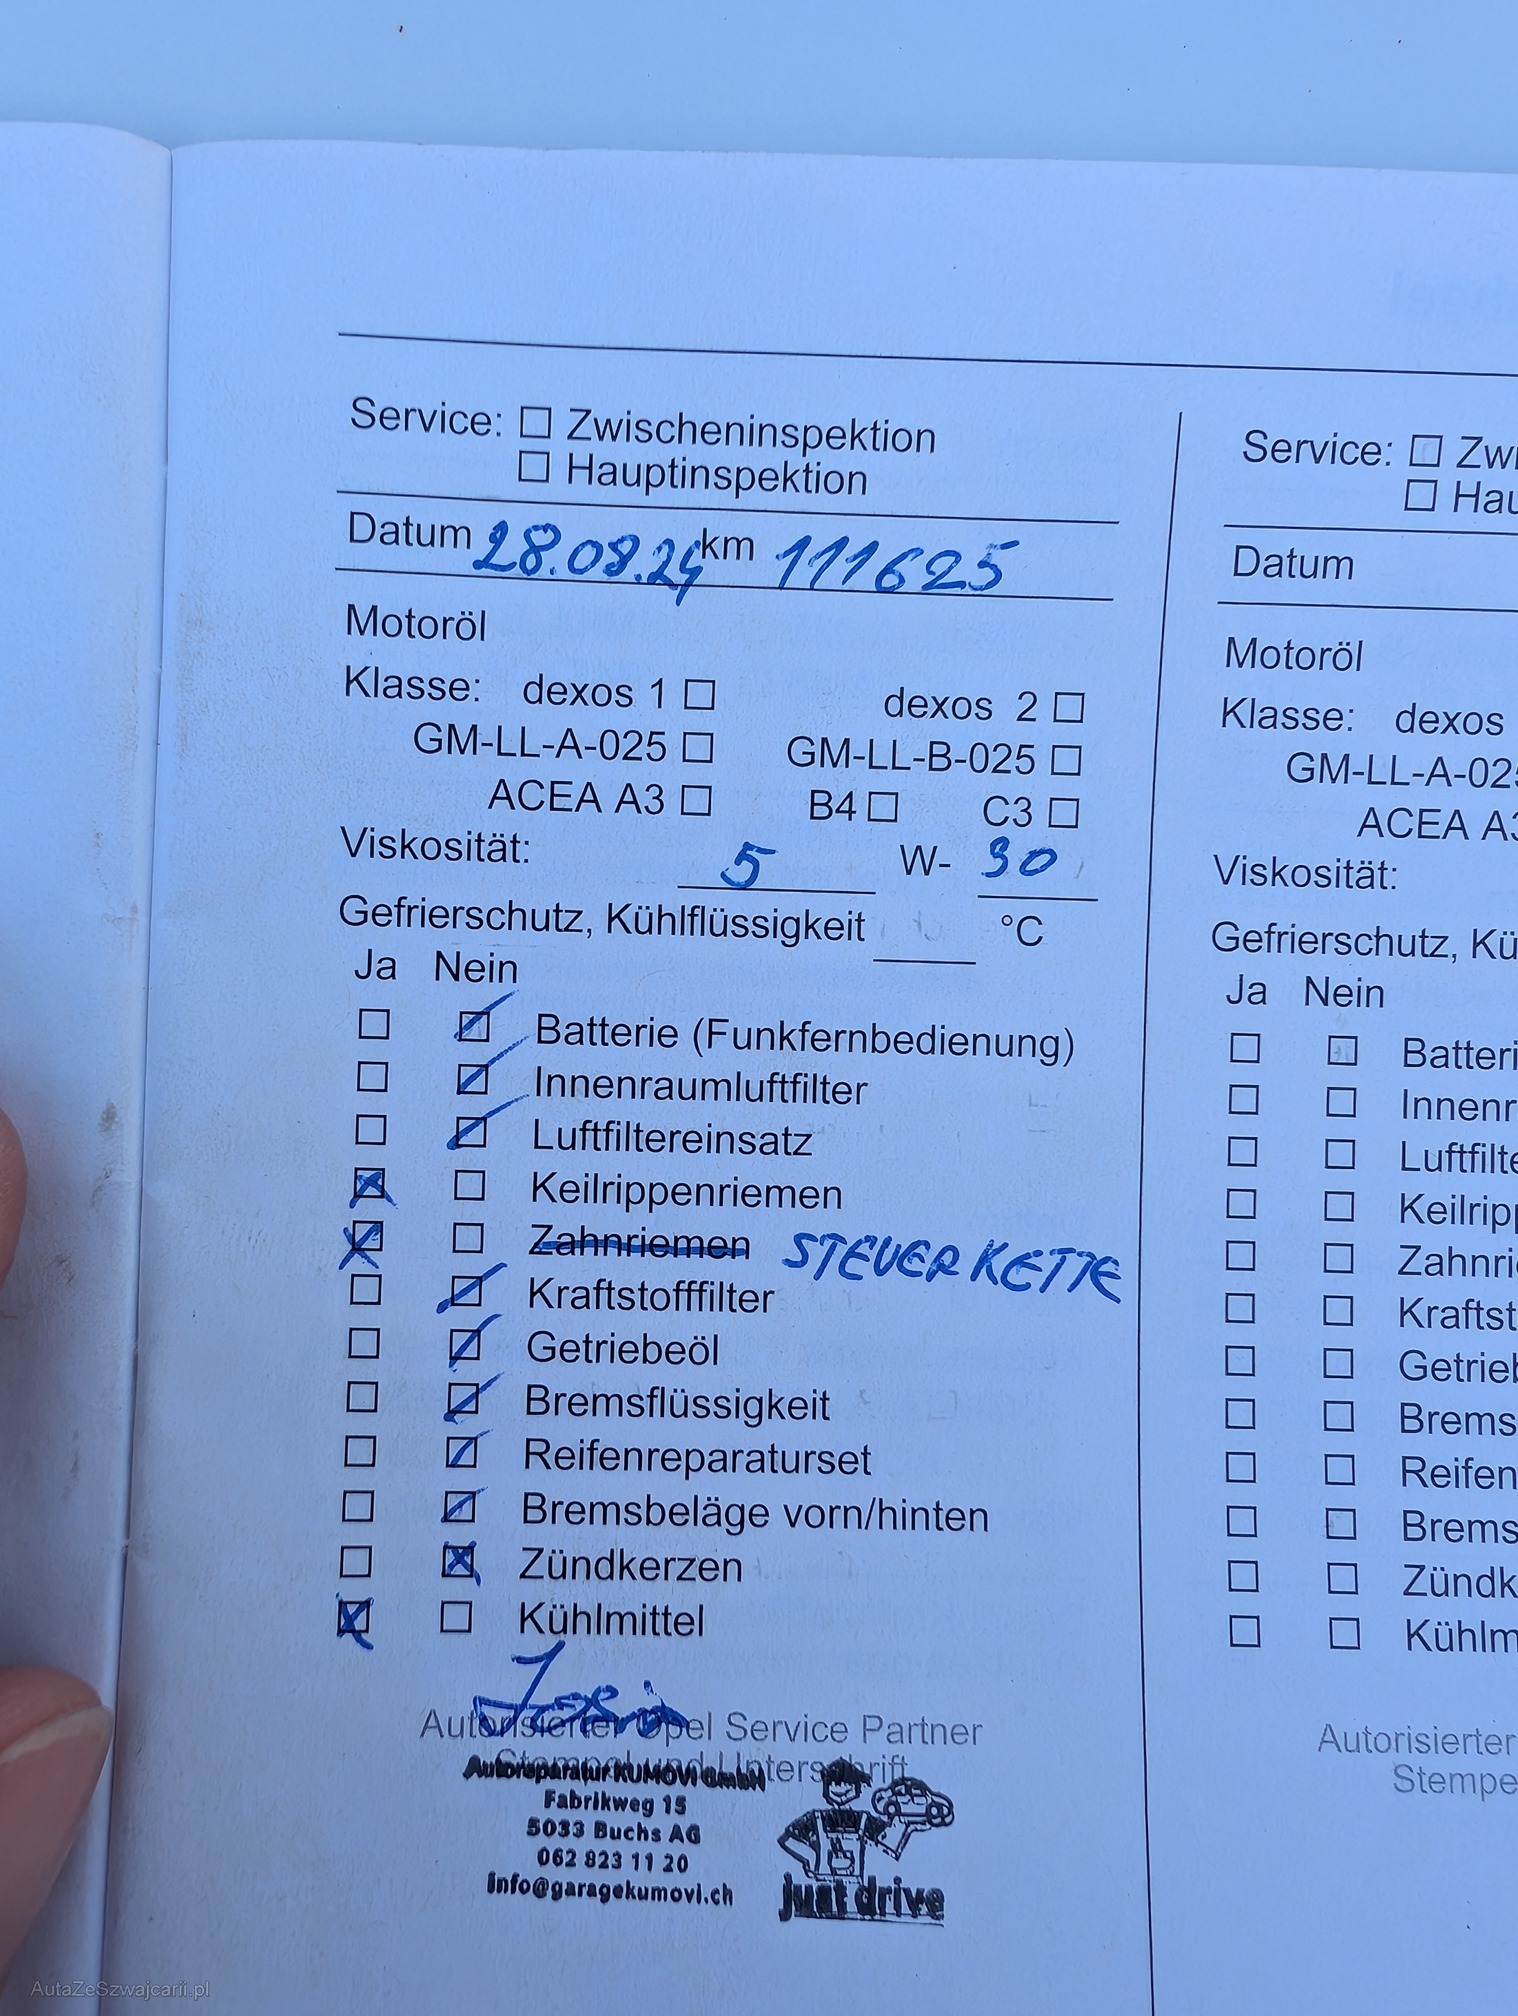 Service: ☐ Zwischeninspektion
☐ Hauptinspektion
Datum 28.08.24 km 111625
Motoröl
Klasse: dexos 1 ☐ dexos 2 ☐
GM-LL-A-025 ☐ GM-LL-B-025 ☐
ACEA A3 ☐ B4 ☐ C3 ☐
Viskosität: 5 W- 30
Gefrierschutz, Kühlflüssigkeit °C
Ja Nein
Batterie (Funkfernbedienung)
Innenraumluftfilter
Luftfiltereinsatz
Keilrippenriemen
Zahnriemen STEUERKETTE
Kraftstofffilter
Getriebeöl
Bremsflüssigkeit
Reifenreparaturset
Bremsbeläge vorn/hinten
Zündkerzen
Kühlmittel
Autorisierter Opel Service Partner
Stempel und Unterschrift
Autoreparatur KUMOVI GmbH
Fabrikweg 15
5033 Buchs AG
062 823 11 20
info@garagekumovi.ch
just drive
Service: ☐ Zwi
☐ Hau
Datum
Motoröl
Klasse: dexos
GM-LL-A-025
ACEA A3
Viskosität:
Gefrierschutz, Kü
Ja Nein
Batteri
Innenr
Luftfilte
Keilripp
Zahnrie
Kraftst
Getrieb
Brems
Reifen
Brems
Zündk
Kühlm
Autorisierter
Stempe
AutaZeSzwajcarii.pl